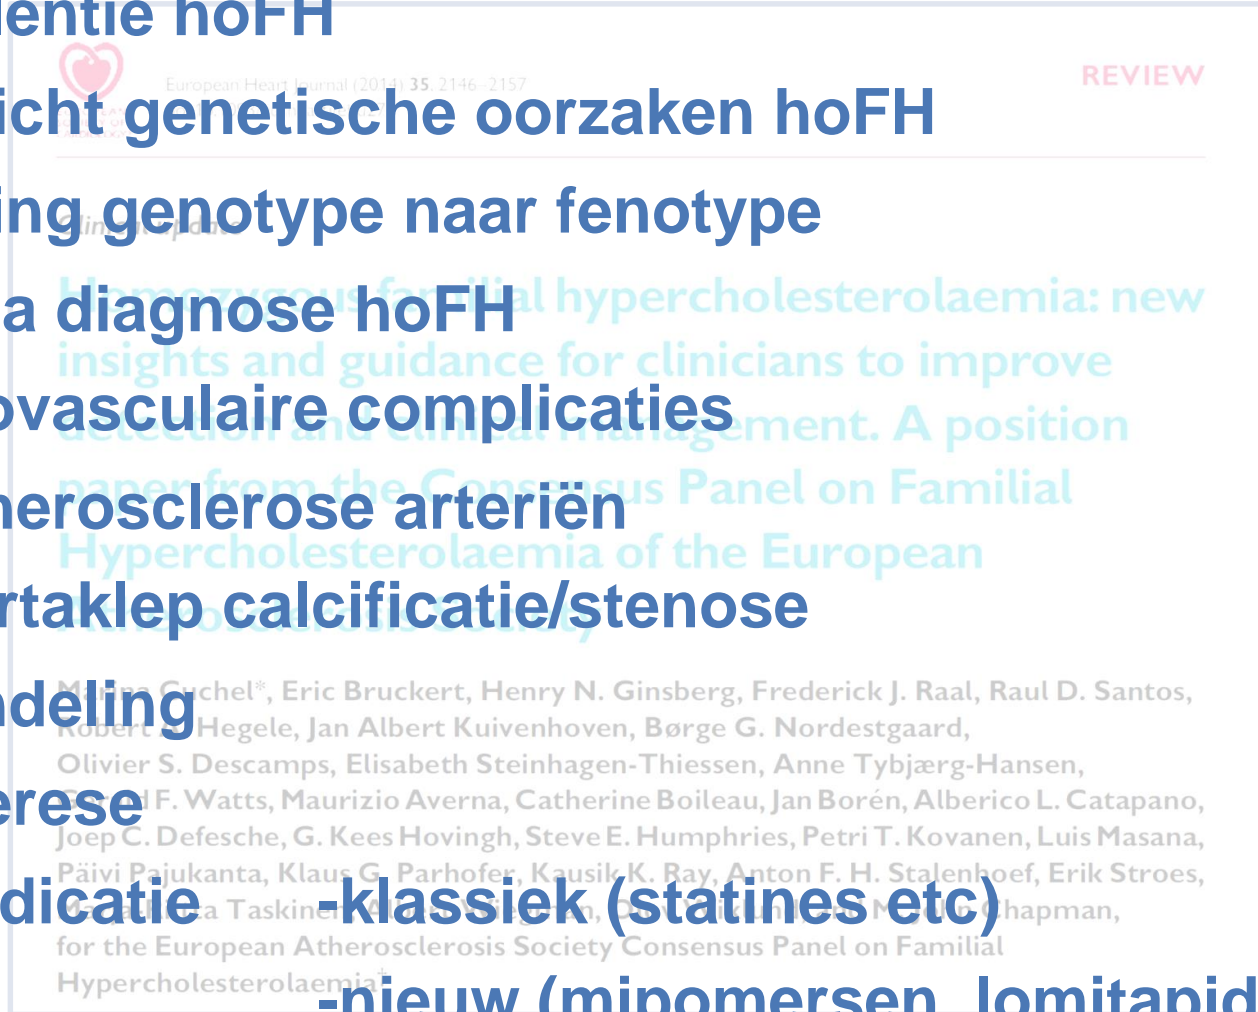 entie hoFH
European Heart Journal (2014) 35, 2146–2157
REVIEW
icht genetische oorzaken hoFH
ing genotype naar fenotype
Clinical update
a diagnose hoFH
Homozygous familial hypercholesterolaemia: new
insights and guidance for clinicians to improve
ovasculaire complicaties
detection and clinical management. A position
paper from the Consensus Panel on Familial
herosclerose arteriën
Hypercholesterolaemia of the European
rtaklep calcificatie/stenose
Atherosclerosis Society
Marina Cuchel*, Eric Bruckert, Henry N. Ginsberg, Frederick J. Raal, Raul D. Santos,
ndeling
Robert A. Hegele, Jan Albert Kuivenhoven, Børge G. Nordestgaard,
Olivier S. Descamps, Elisabeth Steinhagen-Thiessen, Anne Tybjærg-Hansen,
erese
F. Watts, Maurizio Averna, Catherine Boileau, Jan Borén, Alberico L. Catapano,
Joep C. Defesche, G. Kees Hovingh, Steve E. Humphries, Petri T. Kovanen, Luis Masana,
Päivi Pajukanta, Klaus G. Parhofer, Kausik K. Ray, Anton F. H. Stalenhoef, Erik Stroes,
dicatie -klassiek (statines etc)
Taskinen, Chapman,
for the European Atherosclerosis Society Consensus Panel on Familial
Hypercholesterolaemia†
-nieuw (mipomersen, lomitapid